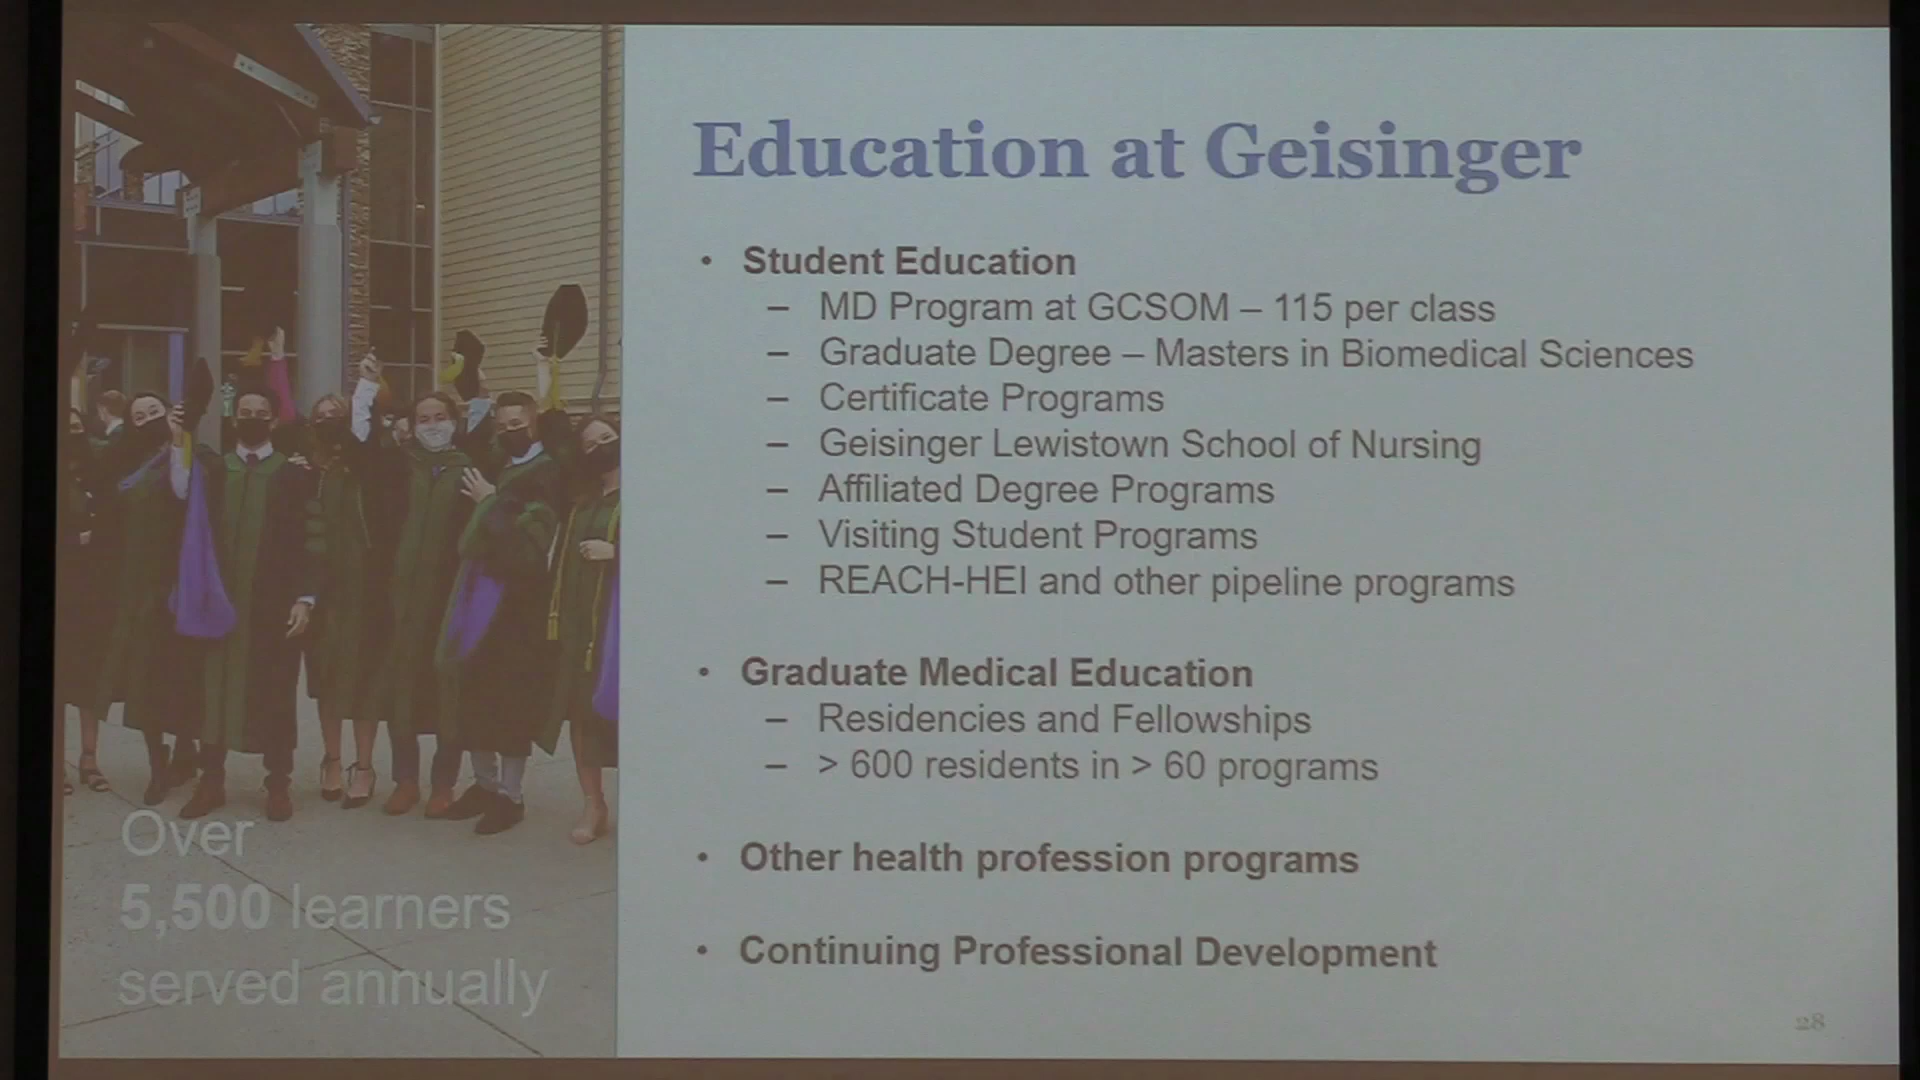 Education at Geisinger
• Student Education
– MD Program at GCSOM – 115 per class
– Graduate Degree – Masters in Biomedical Sciences
– Certificate Programs
– Geisinger Lewistown School of Nursing
– Affiliated Degree Programs
– Visiting Student Programs
– REACH-HEI and other pipeline programs
• Graduate Medical Education
– Residencies and Fellowships
– > 600 residents in > 60 programs
• Other health profession programs
• Continuing Professional Development
Over
5,500 learners
served annually
28